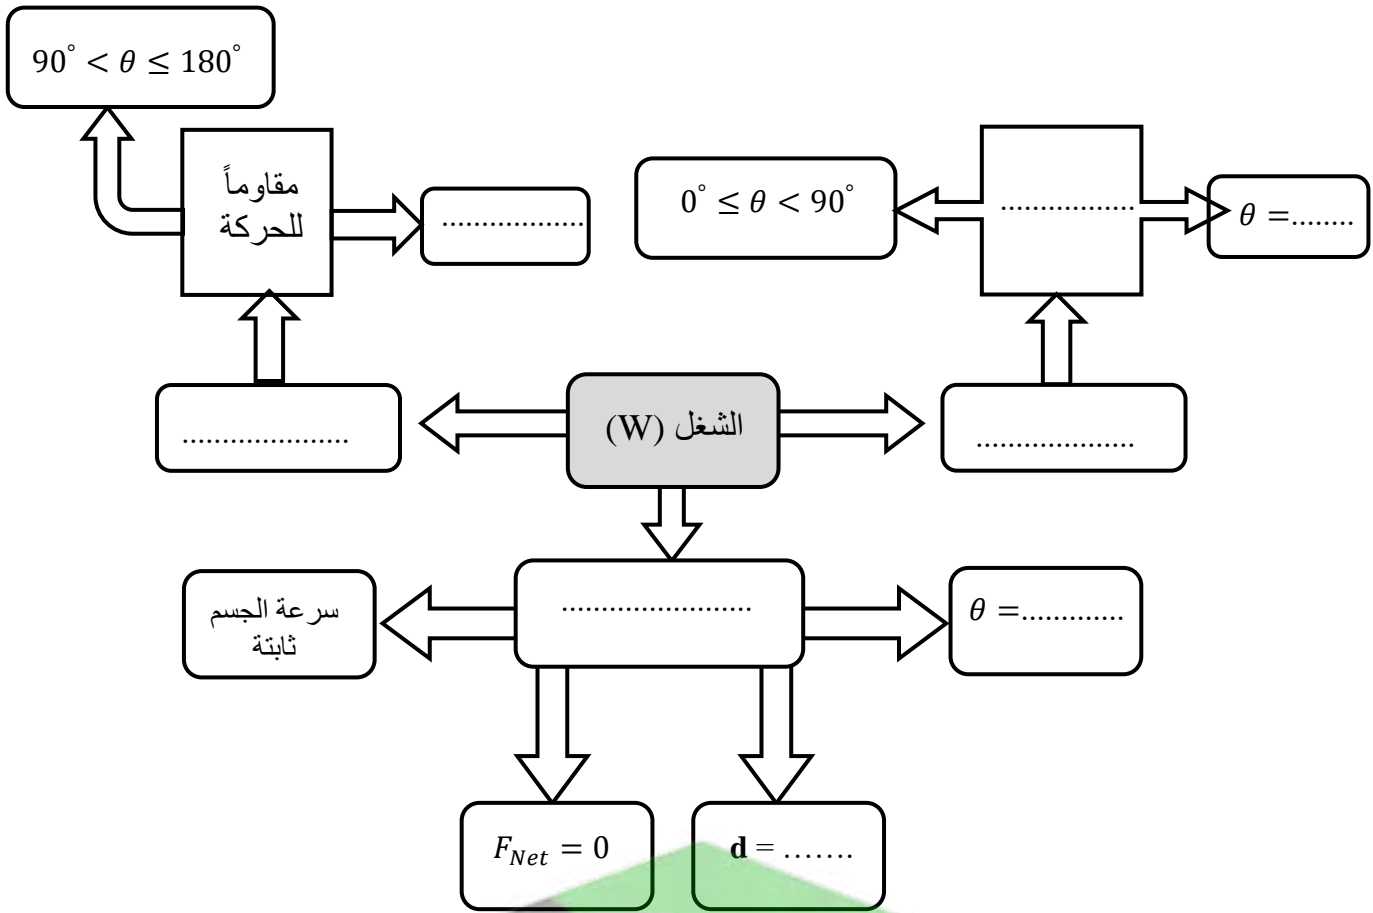 90° < θ ≤ 180°
مقاوماً
للحركة
.................
0° ≤ θ < 90°
.................
θ =........
الشغل (W)
.....................
....................
........................
سرعة الجسم
ثابتة
θ =.............
F_Net = 0
d = .......